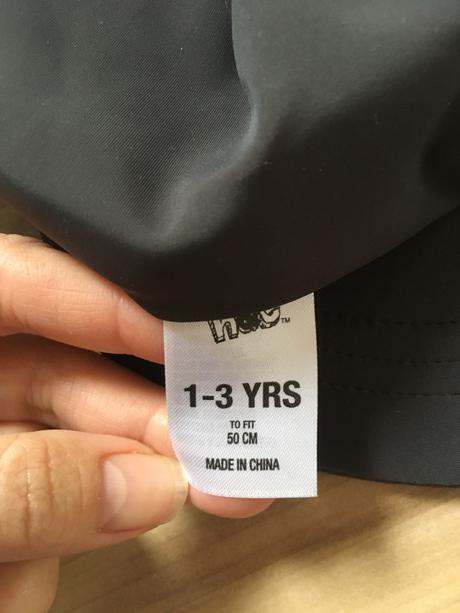 1-3 YRS
TO FIT
50 CM
MADE IN CHINA